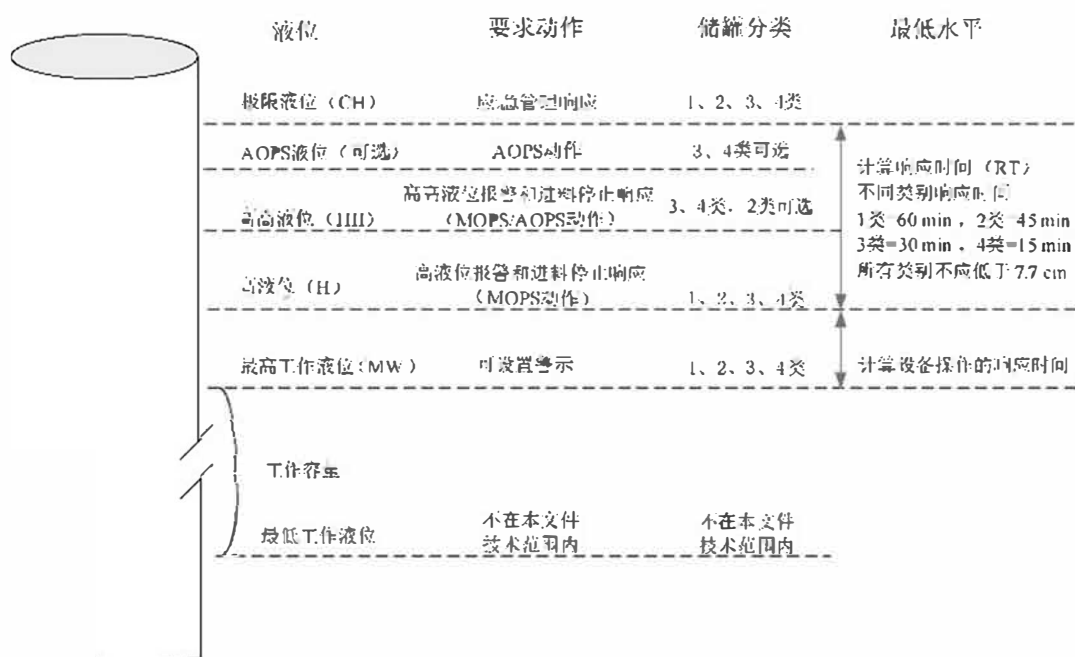 液位 要求动作 储罐分类 最低水平
极限液位（CH） 应急管理响应 1、2、3、4类
AOPS液位（可选） AOPS动作 3、4类可选
计算响应时间（RT）
不同类别响应时间
1类=60 min，2类=45 min
3类=30 min，4类=15 min
所有类别不应低于7.7 cm
高高液位（HH） 高高液位报警和进料停止响应
（MOPS/AOPS动作） 3、4类，2类可选
高液位（H） 高液位报警和进料停止响应
（MOPS动作） 1、2、3、4类
最高工作液位（MW） 可设置警示 1、2、3、4类 计算设备操作的响应时间
工作容量
最低工作液位 不在本文件
技术范围内 不在本文件
技术范围内